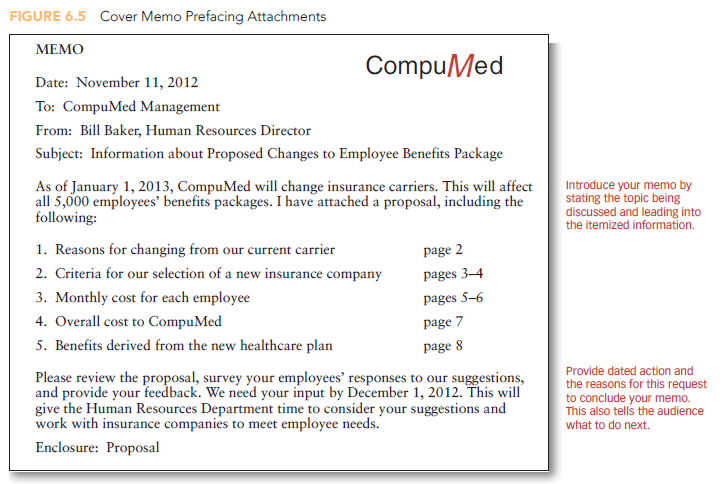 FIGURE 6.5 Cover Memo Prefacing Attachments
MEMO
CompuMed
Date: November 11, 2012
To: CompuMed Management
From: Bill Baker, Human Resources Director
Subject: Information about Proposed Changes to Employee Benefits Package
As of January 1, 2013, CompuMed will change insurance carriers. This will affect
all 5,000 employees' benefits packages. I have attached a proposal, including the
following:
1. Reasons for changing from our current carrier page 2
2. Criteria for our selection of a new insurance company pages 3–4
3. Monthly cost for each employee pages 5–6
4. Overall cost to CompuMed page 7
5. Benefits derived from the new healthcare plan page 8
Please review the proposal, survey your employees' responses to our suggestions,
and provide your feedback. We need your input by December 1, 2012. This will
give the Human Resources Department time to consider your suggestions and
work with insurance companies to meet employee needs.
Enclosure: Proposal
Introduce your memo by
stating the topic being
discussed and leading into
the itemized information.
Provide dated action and
the reasons for this request
to conclude your memo.
This also tells the audience
what to do next.